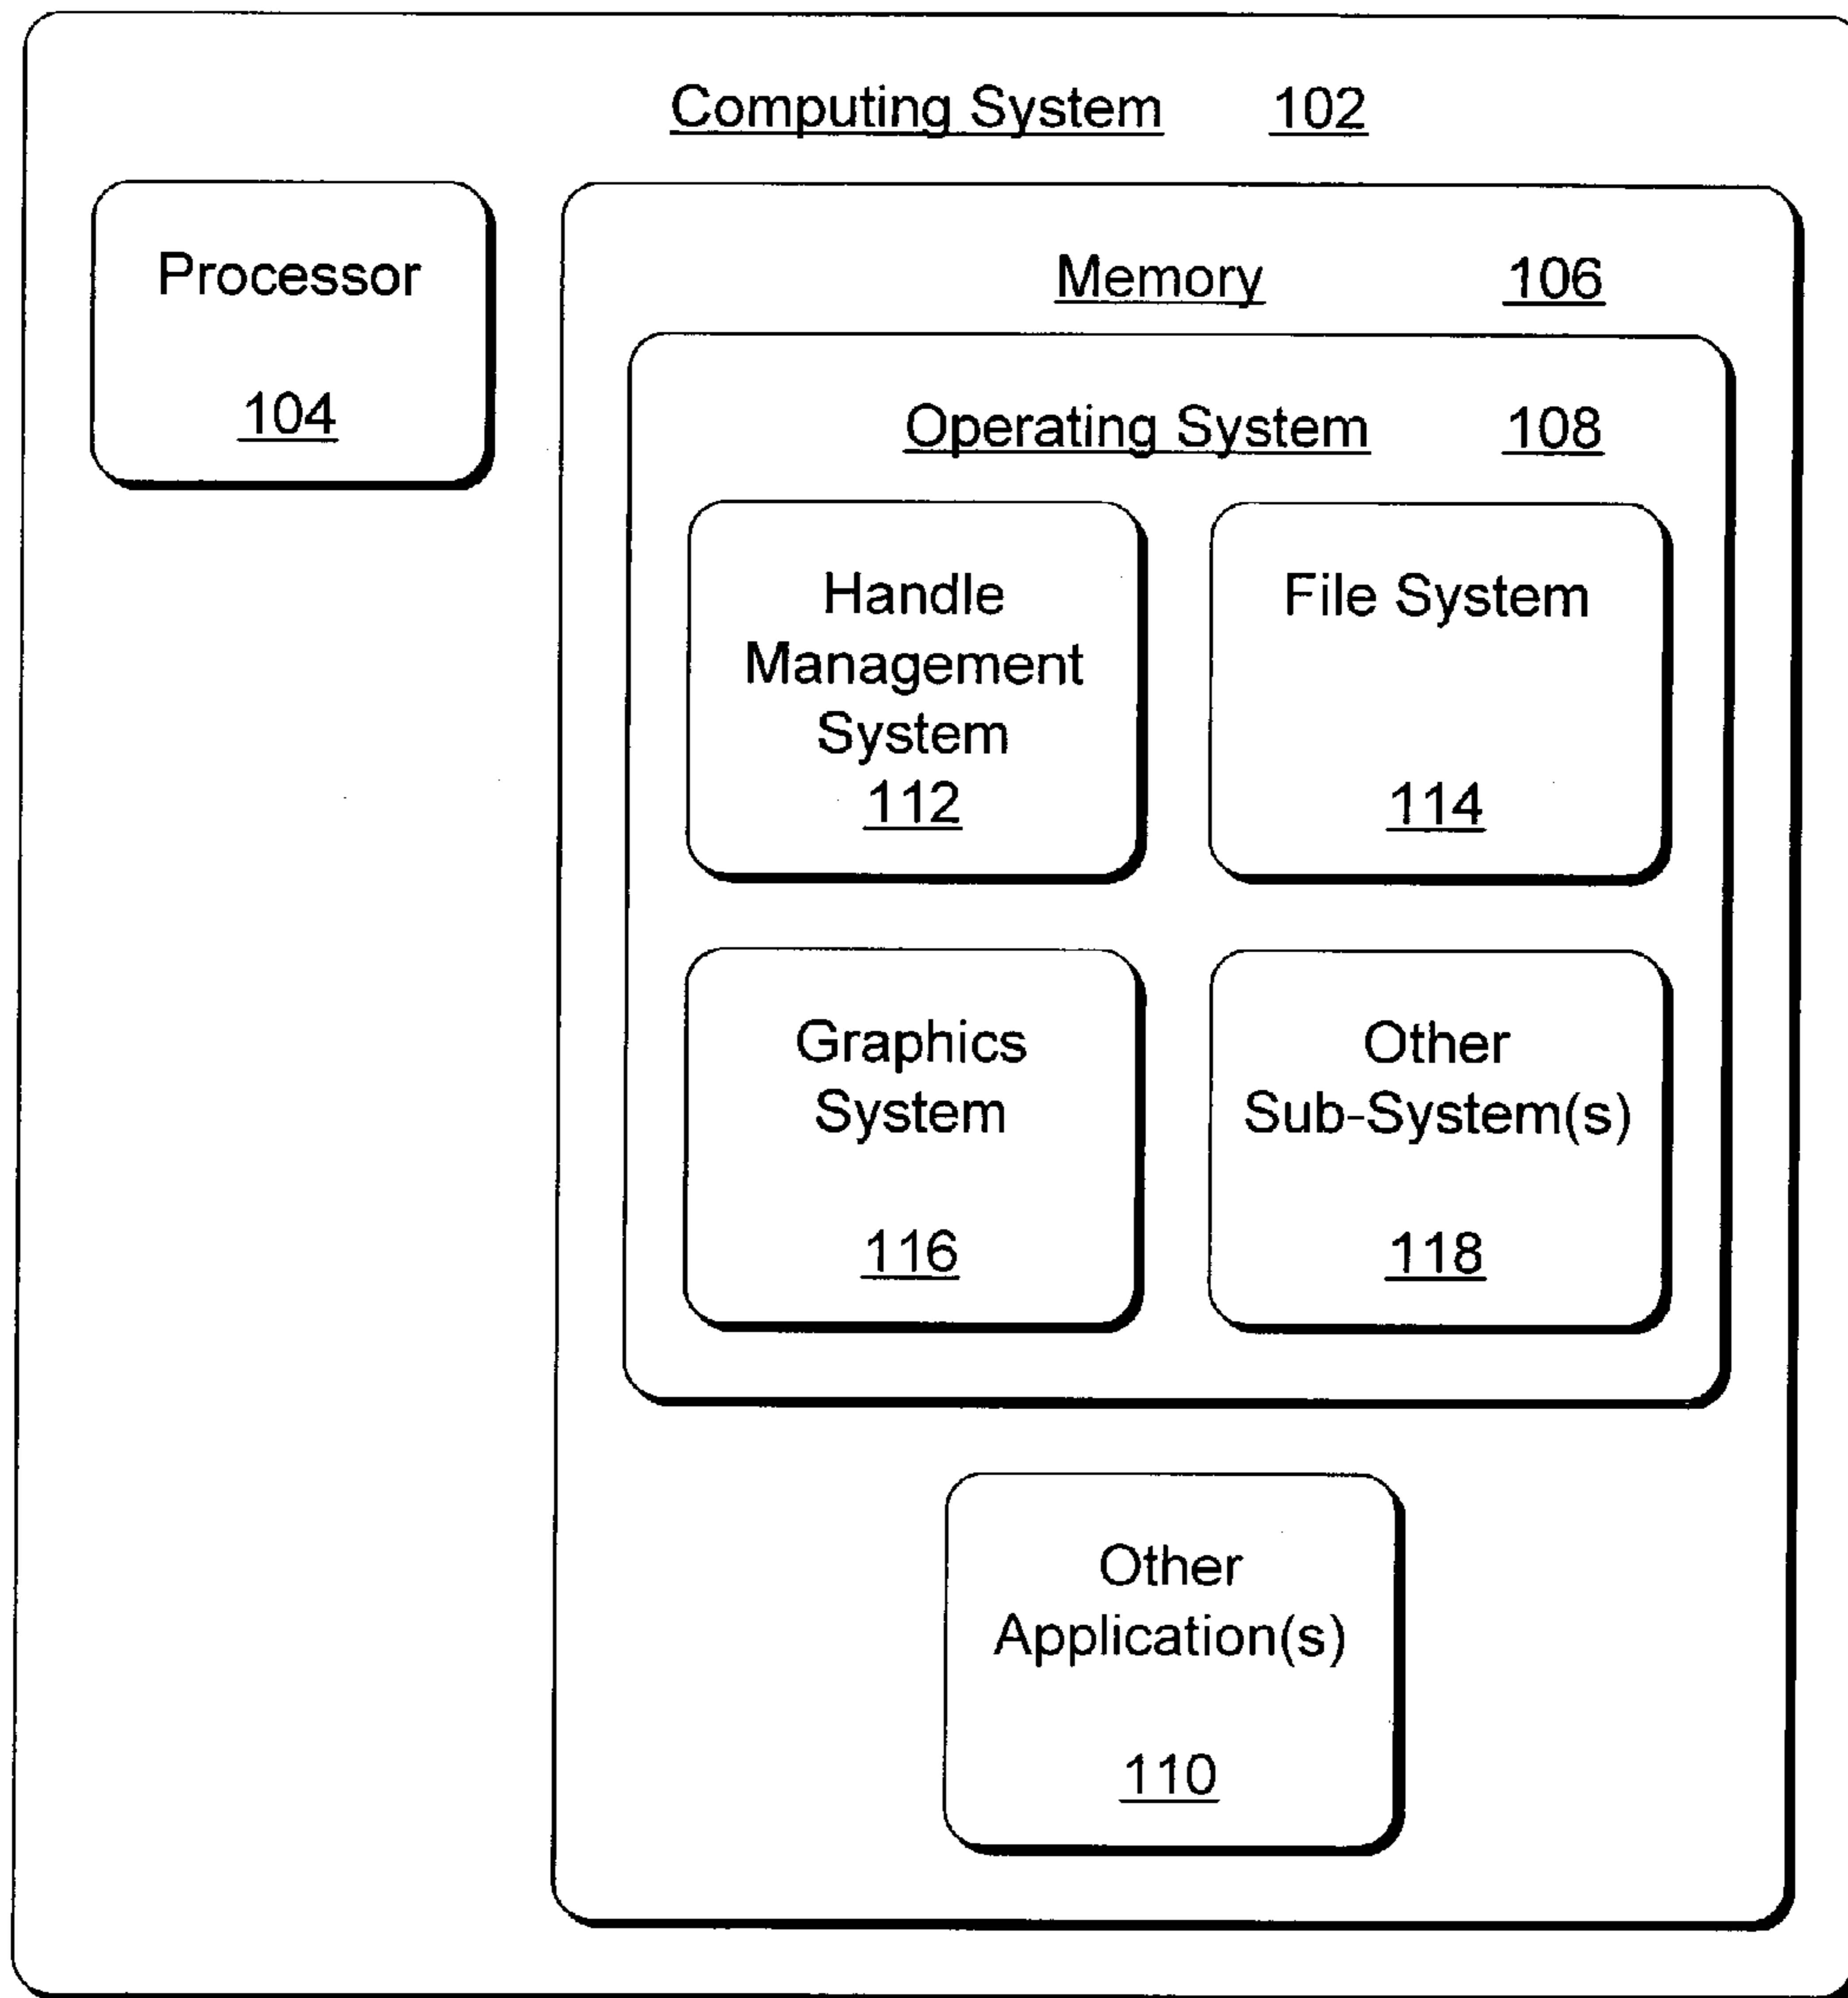 Computing System 102
Processor
104
Memory 106
Operating System 108
Handle
Management
System
112
File System
114
Graphics
System
116
Other
Sub-System(s)
118
Other
Application(s)
110